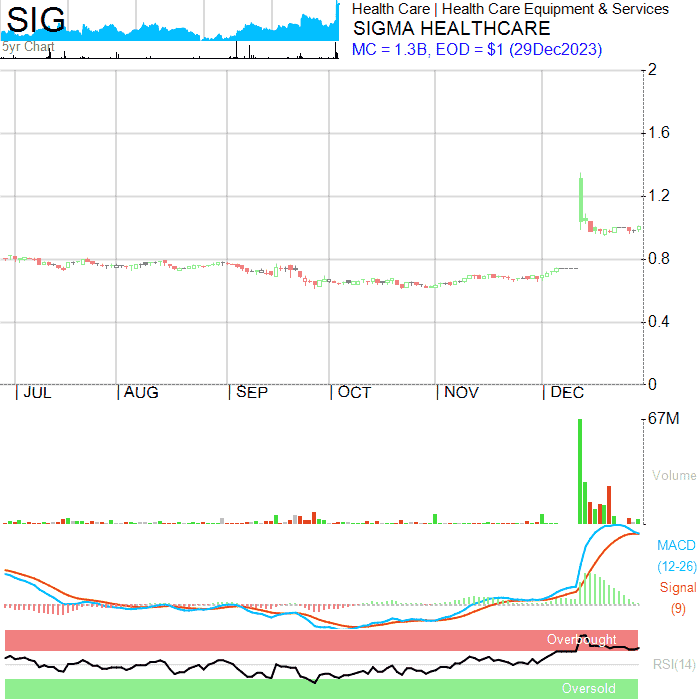 SIG
Health Care | Health Care Equipment & Services
SIGMA HEALTHCARE
5yr Chart
MC = 1.3B, EOD = $1 (29Dec2023)
2
1.6
1.2
0.8
0.4
0
| JUL | AUG | SEP | OCT | NOV | DEC
67M
Volume
MACD
(12-26)
Signal
(9)
Overbought
RSI(14)
Oversold